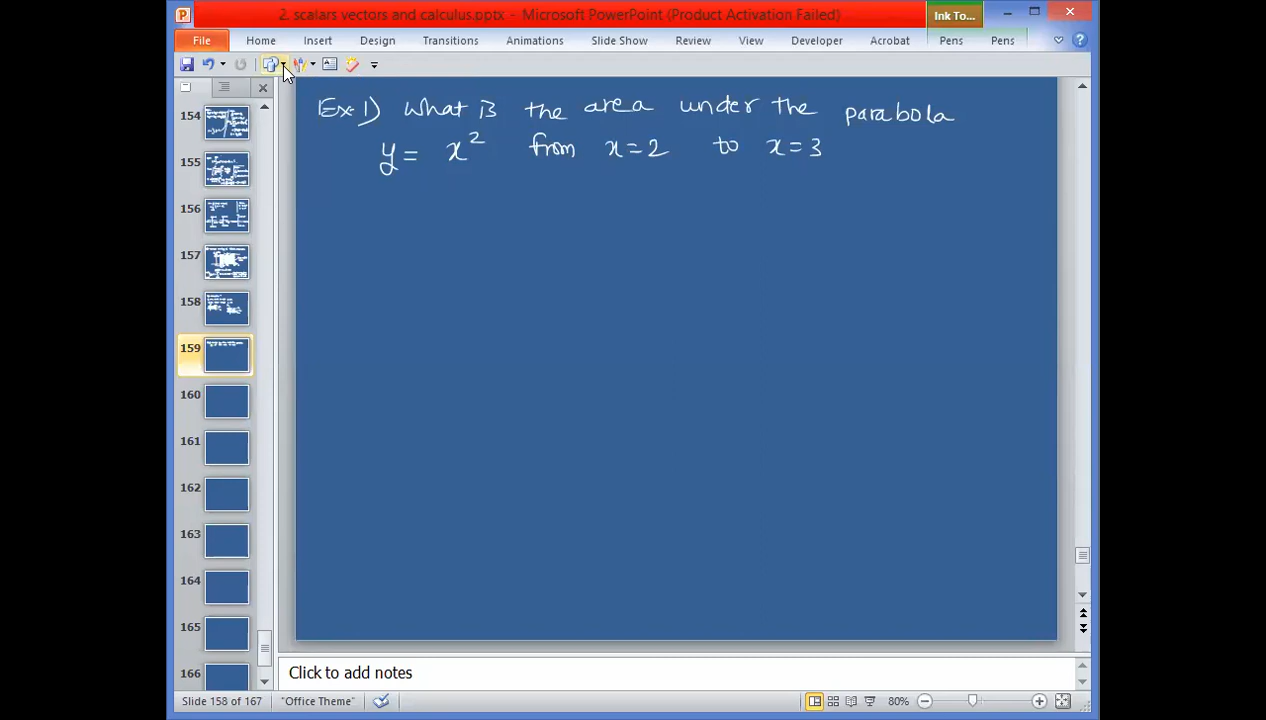 2. scalars vectors and calculus.pptx - Microsoft PowerPoint (Product Activation Failed)
Ink To...
File Home Insert Design Transitions Animations Slide Show Review View Developer Acrobat Pens Pens
Ex 1) What is the area under the parabola
y = x² from x = 2 to x = 3
154
155
156
157
158
159
160
161
162
163
164
165
166
Click to add notes
Slide 158 of 167 "Office Theme" 80%